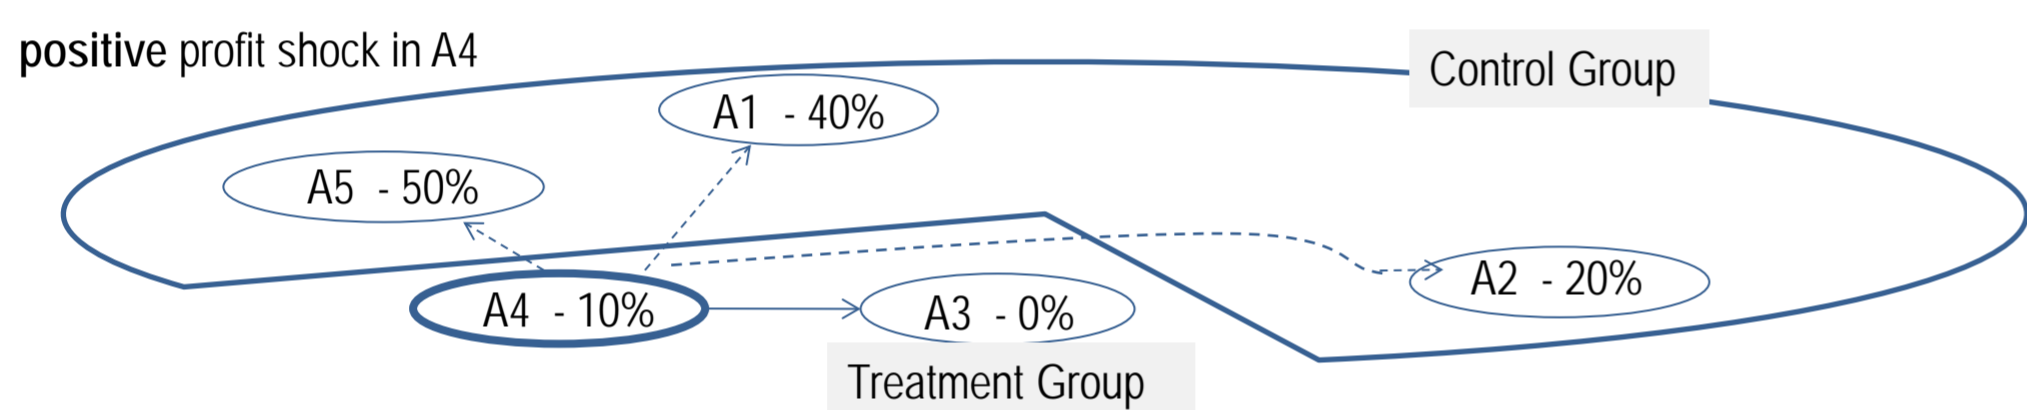 positive profit shock in A4
Control Group
A1 - 40%
A5 - 50%
A2 - 20%
A4 - 10%
A3 - 0%
Treatment Group